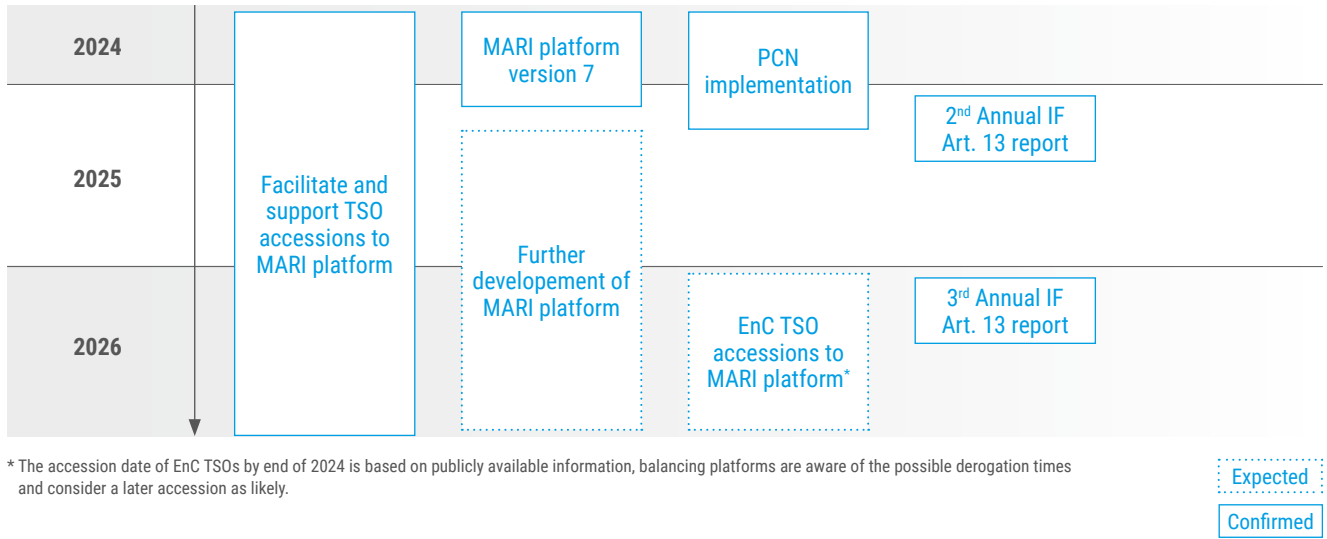 2024
2025
2026
Facilitate and
support TSO
accessions to
MARI platform
MARI platform
version 7
Further
developement of
MARI platform
PCN
implementation
EnC TSO
accessions to
MARI platform*
2nd Annual IF
Art. 13 report
3rd Annual IF
Art. 13 report
* The accession date of EnC TSOs by end of 2024 is based on publicly available information, balancing platforms are aware of the possible derogation times
and consider a later accession as likely.
Expected
Confirmed